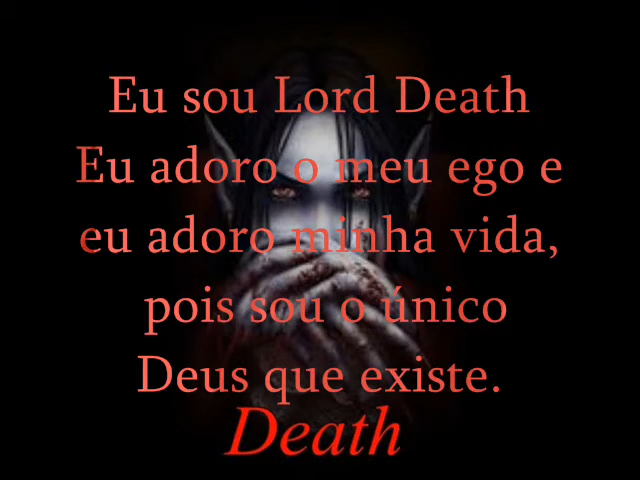 Eu sou Lord Death
Eu adoro o meu ego e
eu adoro minha vida,
pois sou o único
Deus que existe.
Death